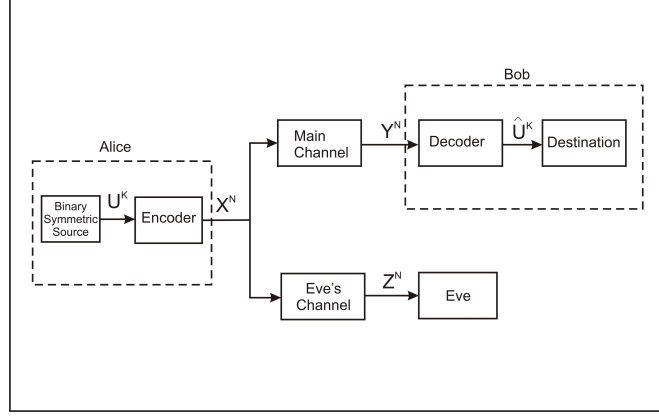 Bob
Alice
Main
Channel
Y^N
Decoder
Û^K
Destination
Binary
Symmetric
Source
U^K
Encoder
X^N
Eve's
Channel
Z^N
Eve